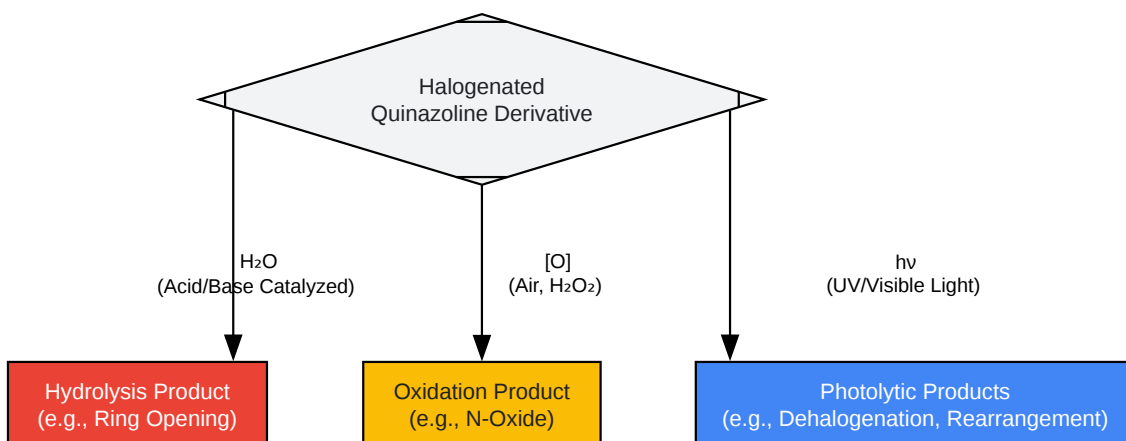 Halogenated
Quinazoline Derivative
H₂O
(Acid/Base Catalyzed)
[O]
(Air, H₂O₂)
hν
(UV/Visible Light)
Hydrolysis Product
(e.g., Ring Opening)
Oxidation Product
(e.g., N-Oxide)
Photolytic Products
(e.g., Dehalogenation, Rearrangement)